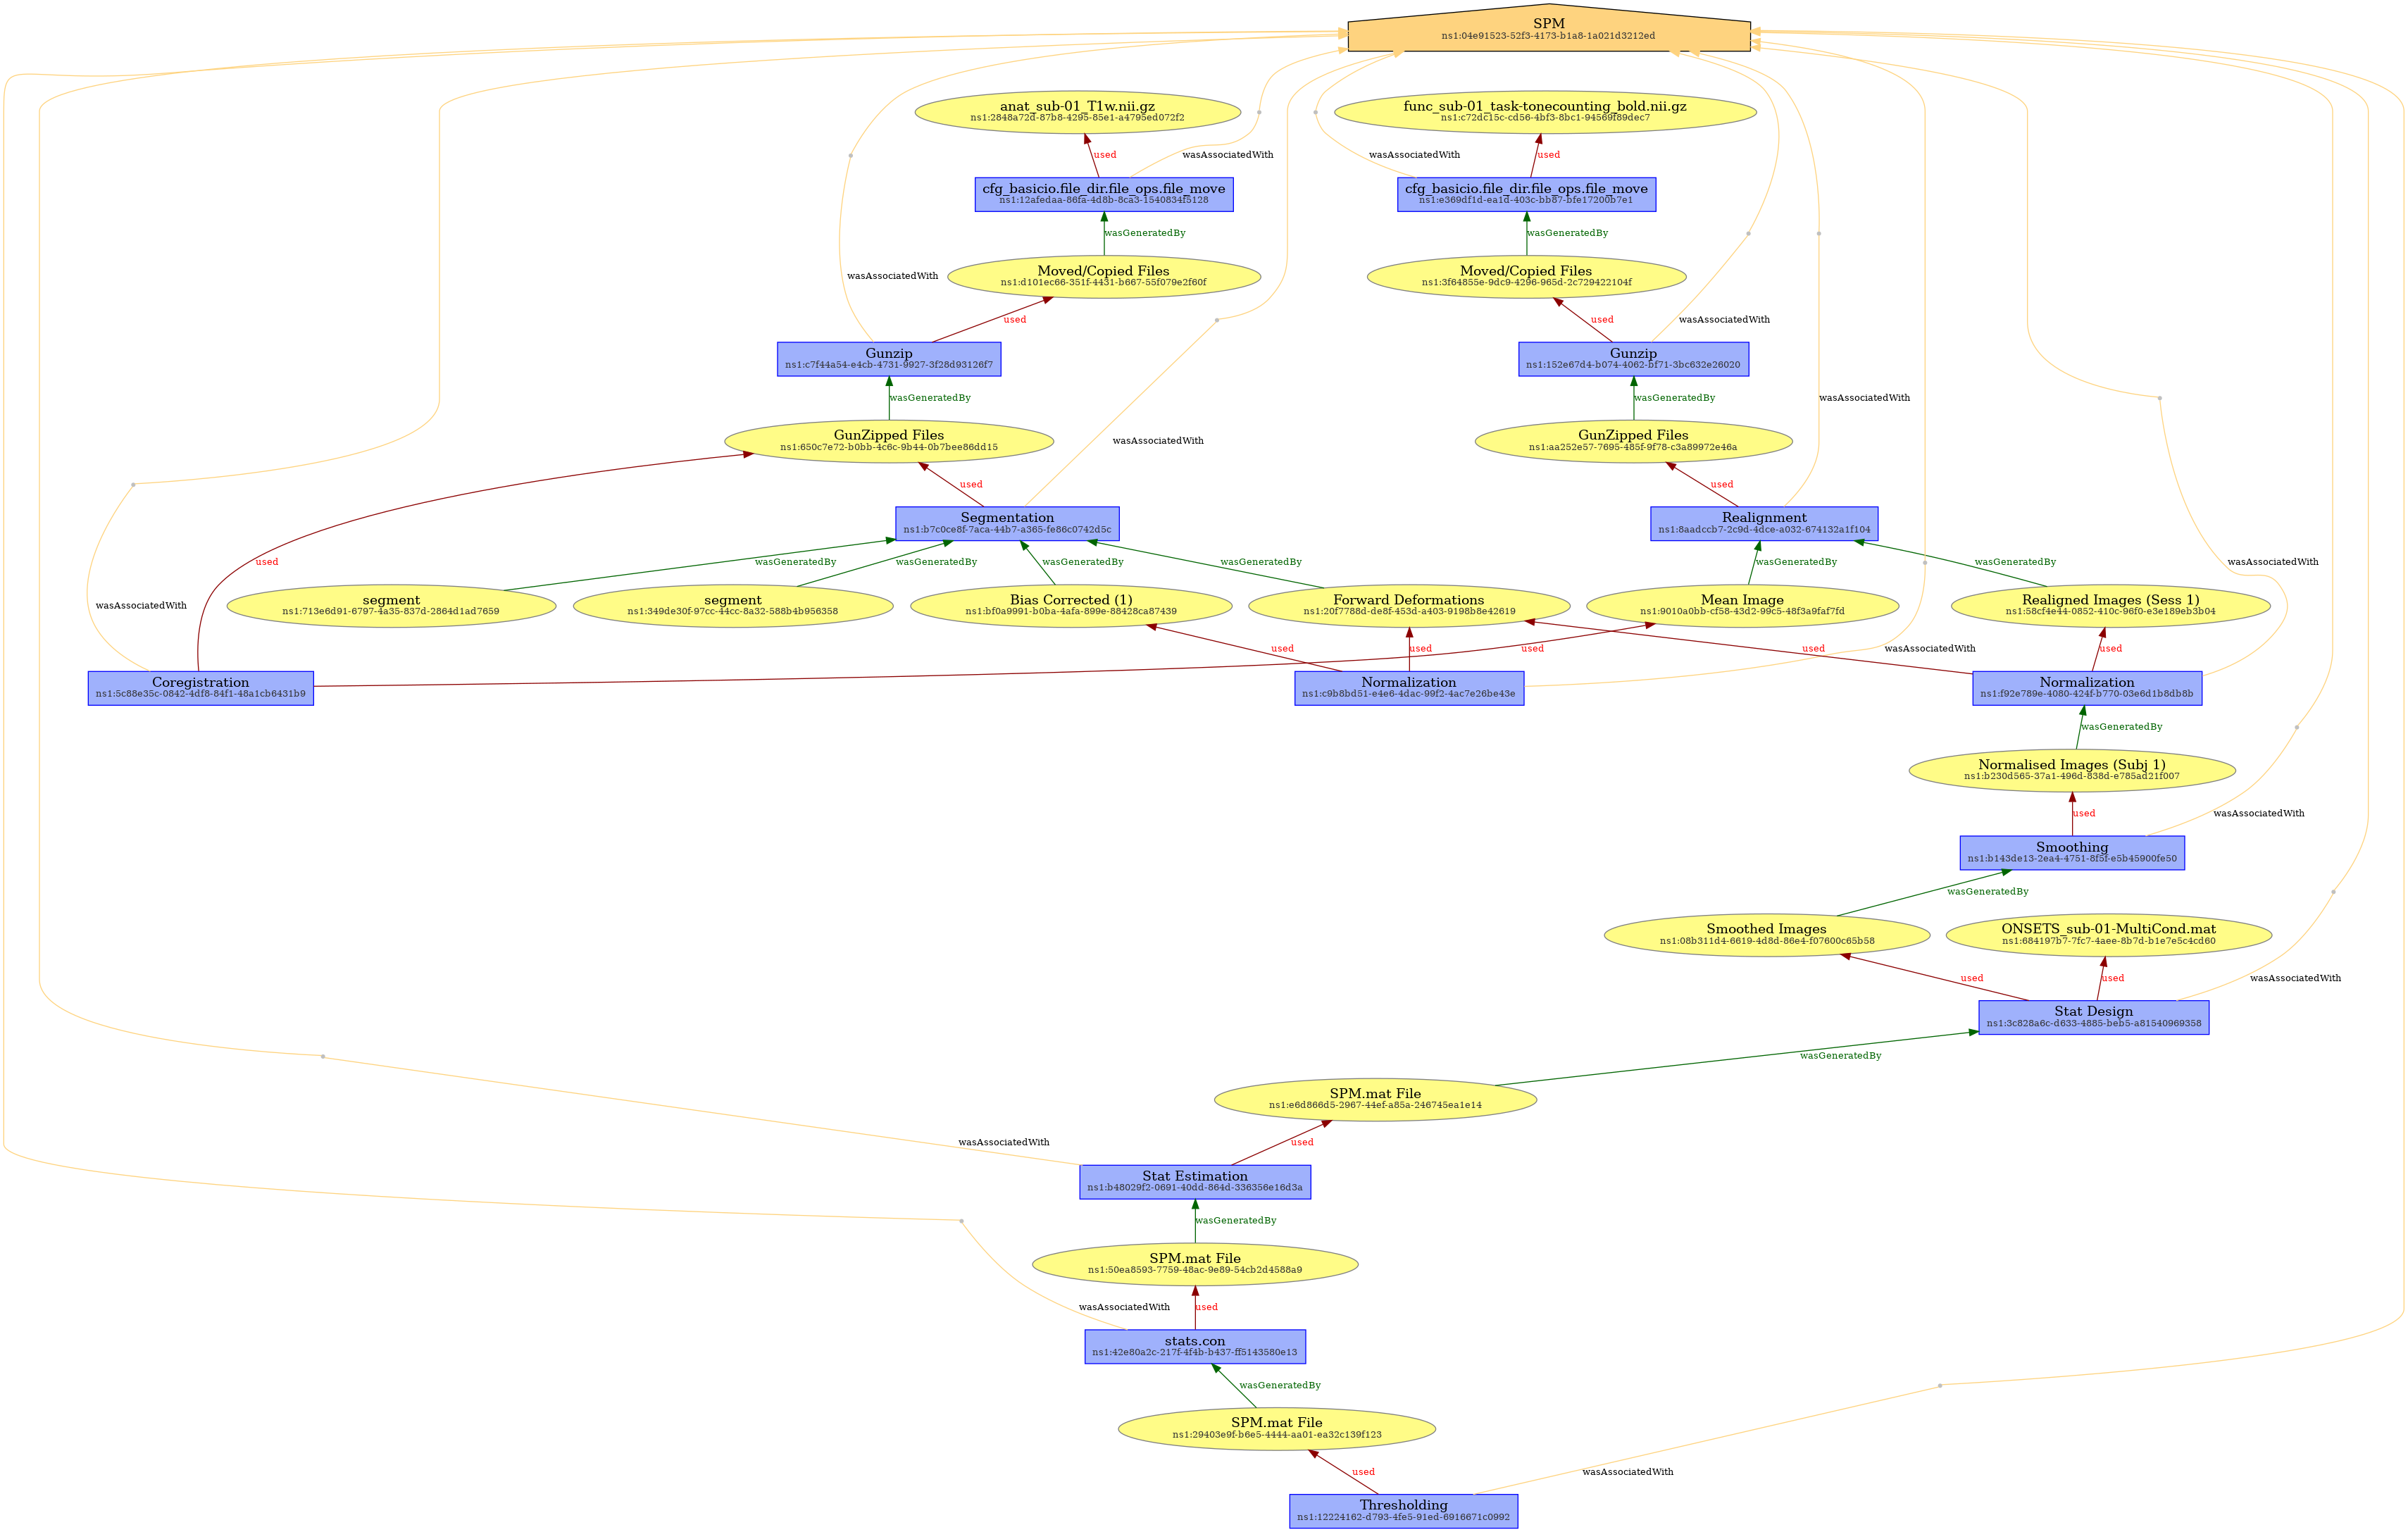 SPM
ns1:04e91523-52f3-4173-b1a8-1a021d3212ed
anat_sub-01_T1w.nii.gz
ns1:2848a72d-87b8-4295-85e1-a4795ed072f2
func_sub-01_task-tonecounting_bold.nii.gz
ns1:c72dc15c-cd56-4bf3-8bc1-94569f89dec7
used
wasAssociatedWith
wasAssociatedWith
used
cfg_basicio.file_dir.file_ops.file_move
ns1:12afedaa-86fa-4d8b-8ca3-1540834f5128
cfg_basicio.file_dir.file_ops.file_move
ns1:e369df1d-ea1d-403c-bb87-bfe17200b7e1
wasGeneratedBy
wasGeneratedBy
wasAssociatedWith
Moved/Copied Files
ns1:d101ec66-351f-4431-b667-55f079e2f60f
Moved/Copied Files
ns1:3f64855e-9dc9-4296-965d-2c729422104f
used
used
wasAssociatedWith
Gunzip
ns1:c7f44a54-e4cb-4731-9927-3f28d93126f7
Gunzip
ns1:152e67d4-b074-4062-bf71-3bc632e26020
wasGeneratedBy
wasGeneratedBy
wasAssociatedWith
GunZipped Files
ns1:650c7e72-b0bb-4c6c-9b44-0b7bee86dd15
wasAssociatedWith
GunZipped Files
ns1:aa252e57-7695-485f-9f78-c3a89972e46a
used
used
Segmentation
ns1:b7c0ce8f-7aca-44b7-a365-fe86c0742d5c
Realignment
ns1:8aadccb7-2c9d-4dce-a032-674132a1f104
used
wasGeneratedBy
wasGeneratedBy
wasGeneratedBy
wasGeneratedBy
wasGeneratedBy
wasGeneratedBy
wasAssociatedWith
wasAssociatedWith
segment
ns1:713e6d91-6797-4a35-837d-2864d1ad7659
segment
ns1:349de30f-97cc-44cc-8a32-588b4b956358
Bias Corrected (1)
ns1:bf0a9991-b0ba-4afa-899e-88428ca87439
Forward Deformations
ns1:20f7788d-de8f-453d-a403-9198b8e42619
Mean Image
ns1:9010a0bb-cf58-43d2-99c5-48f3a9faf7fd
Realigned Images (Sess 1)
ns1:58cf4e44-0852-410c-96f0-e3e189eb3b04
used
used
used
used
wasAssociatedWith
used
Coregistration
ns1:5c88e35c-0842-4df8-84f1-48a1cb6431b9
Normalization
ns1:c9b8bd51-e4e6-4dac-99f2-4ac7e26be43e
Normalization
ns1:f92e789e-4080-424f-b770-03e6d1b8db8b
wasGeneratedBy
Normalised Images (Subj 1)
ns1:b230d565-37a1-496d-838d-e785ad21f007
used
wasAssociatedWith
Smoothing
ns1:b143de13-2ea4-4751-8f5f-e5b45900fe50
wasGeneratedBy
Smoothed Images
ns1:08b311d4-6619-4d8d-86e4-f07600c65b58
ONSETS_sub-01-MultiCond.mat
ns1:684197b7-7fc7-4aee-8b7d-b1e7e5c4cd60
used
used
wasAssociatedWith
Stat Design
ns1:3c828a6c-d633-4885-beb5-a81540969358
wasGeneratedBy
SPM.mat File
ns1:e6d866d5-2967-44ef-a85a-246745ea1e14
wasAssociatedWith
used
Stat Estimation
ns1:b48029f2-0691-40dd-864d-336356e16d3a
wasGeneratedBy
SPM.mat File
ns1:50ea8593-7759-48ac-9e89-54cb2d4588a9
wasAssociatedWith
used
stats.con
ns1:42e80a2c-217f-4f4b-b437-ff5143580e13
wasGeneratedBy
SPM.mat File
ns1:29403e9f-b6e5-4444-aa01-ea32c139f123
used
wasAssociatedWith
Thresholding
ns1:12224162-d793-4fe5-91ed-6916671c0992